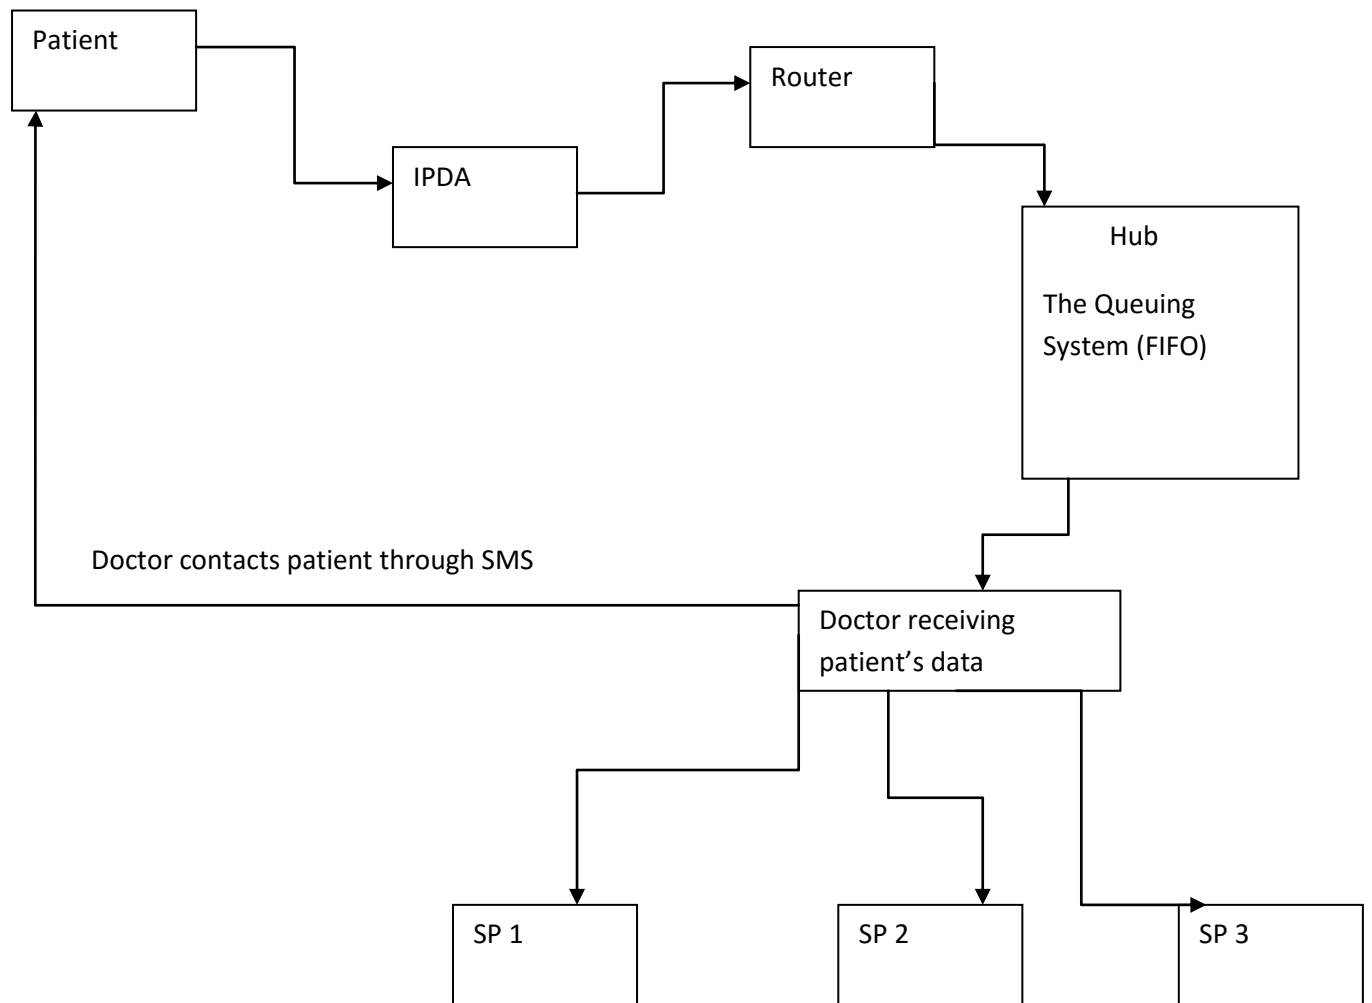 Patient
Router
IPDA
Hub
The Queuing
System (FIFO)
Doctor contacts patient through SMS
Doctor receiving
patient’s data
SP 1
SP 2
SP 3